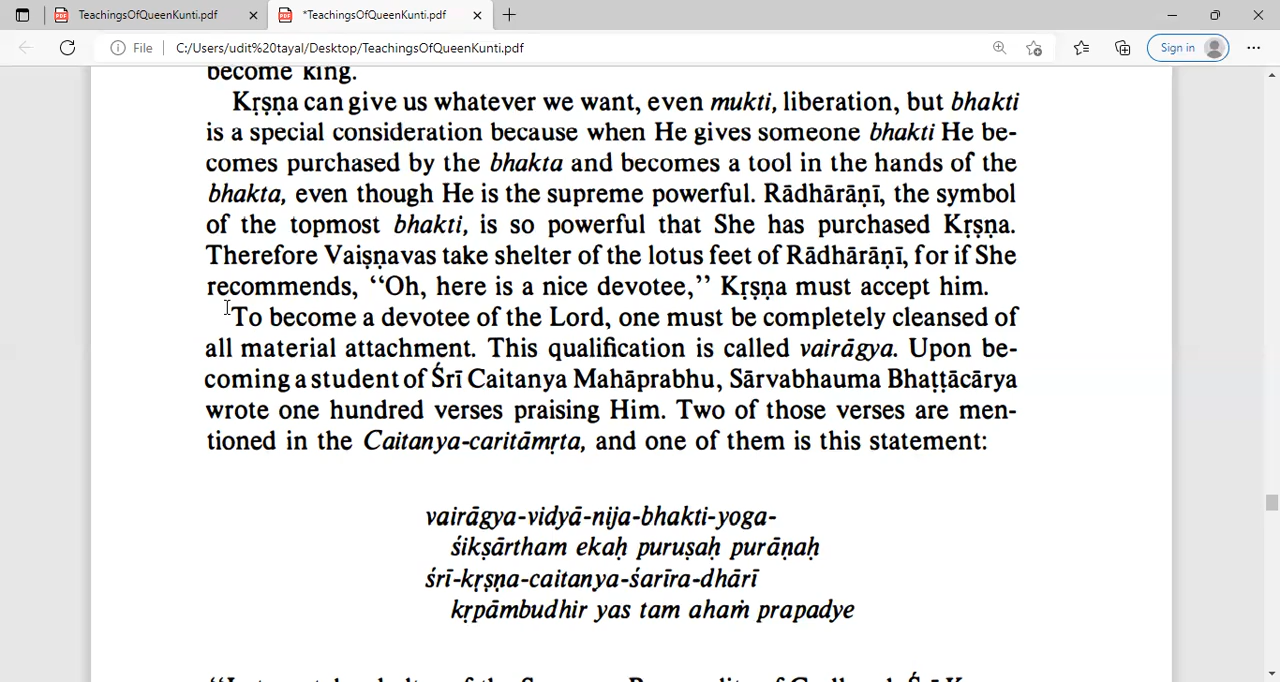 TeachingsOfQueenKunti.pdf
*TeachingsOfQueenKunti.pdf
File
C:/Users/udit%20tayal/Desktop/TeachingsOfQueenKunti.pdf
Sign in
become king.
Kṛṣṇa can give us whatever we want, even mukti, liberation, but bhakti
is a special consideration because when He gives someone bhakti He be-
comes purchased by the bhakta and becomes a tool in the hands of the
bhakta, even though He is the supreme powerful. Rādhārāṇī, the symbol
of the topmost bhakti, is so powerful that She has purchased Kṛṣṇa.
Therefore Vaiṣṇavas take shelter of the lotus feet of Rādhārāṇī, for if She
recommends, ‘‘Oh, here is a nice devotee,’’ Kṛṣṇa must accept him.
To become a devotee of the Lord, one must be completely cleansed of
all material attachment. This qualification is called vairāgya. Upon be-
coming a student of Śrī Caitanya Mahāprabhu, Sārvabhauma Bhaṭṭācārya
wrote one hundred verses praising Him. Two of those verses are men-
tioned in the Caitanya-caritāmṛta, and one of them is this statement:
vairāgya-vidyā-nija-bhakti-yoga-
śikṣārtham ekaḥ puruṣaḥ purāṇaḥ
śrī-kṛṣṇa-caitanya-śarīra-dhārī
kṛpāmbudhir yas tam ahaṁ prapadye